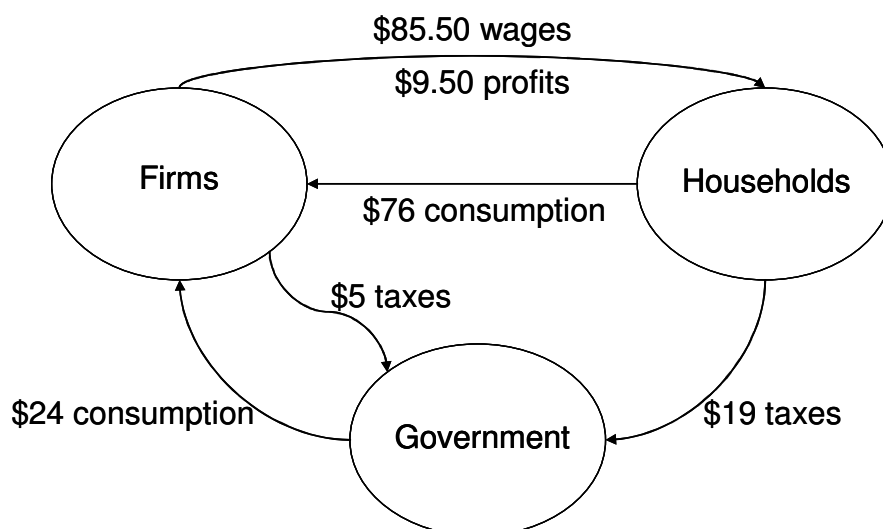 $85.50 wages
$9.50 profits
Firms
Households
$76 consumption
$5 taxes
$24 consumption
Government
$19 taxes